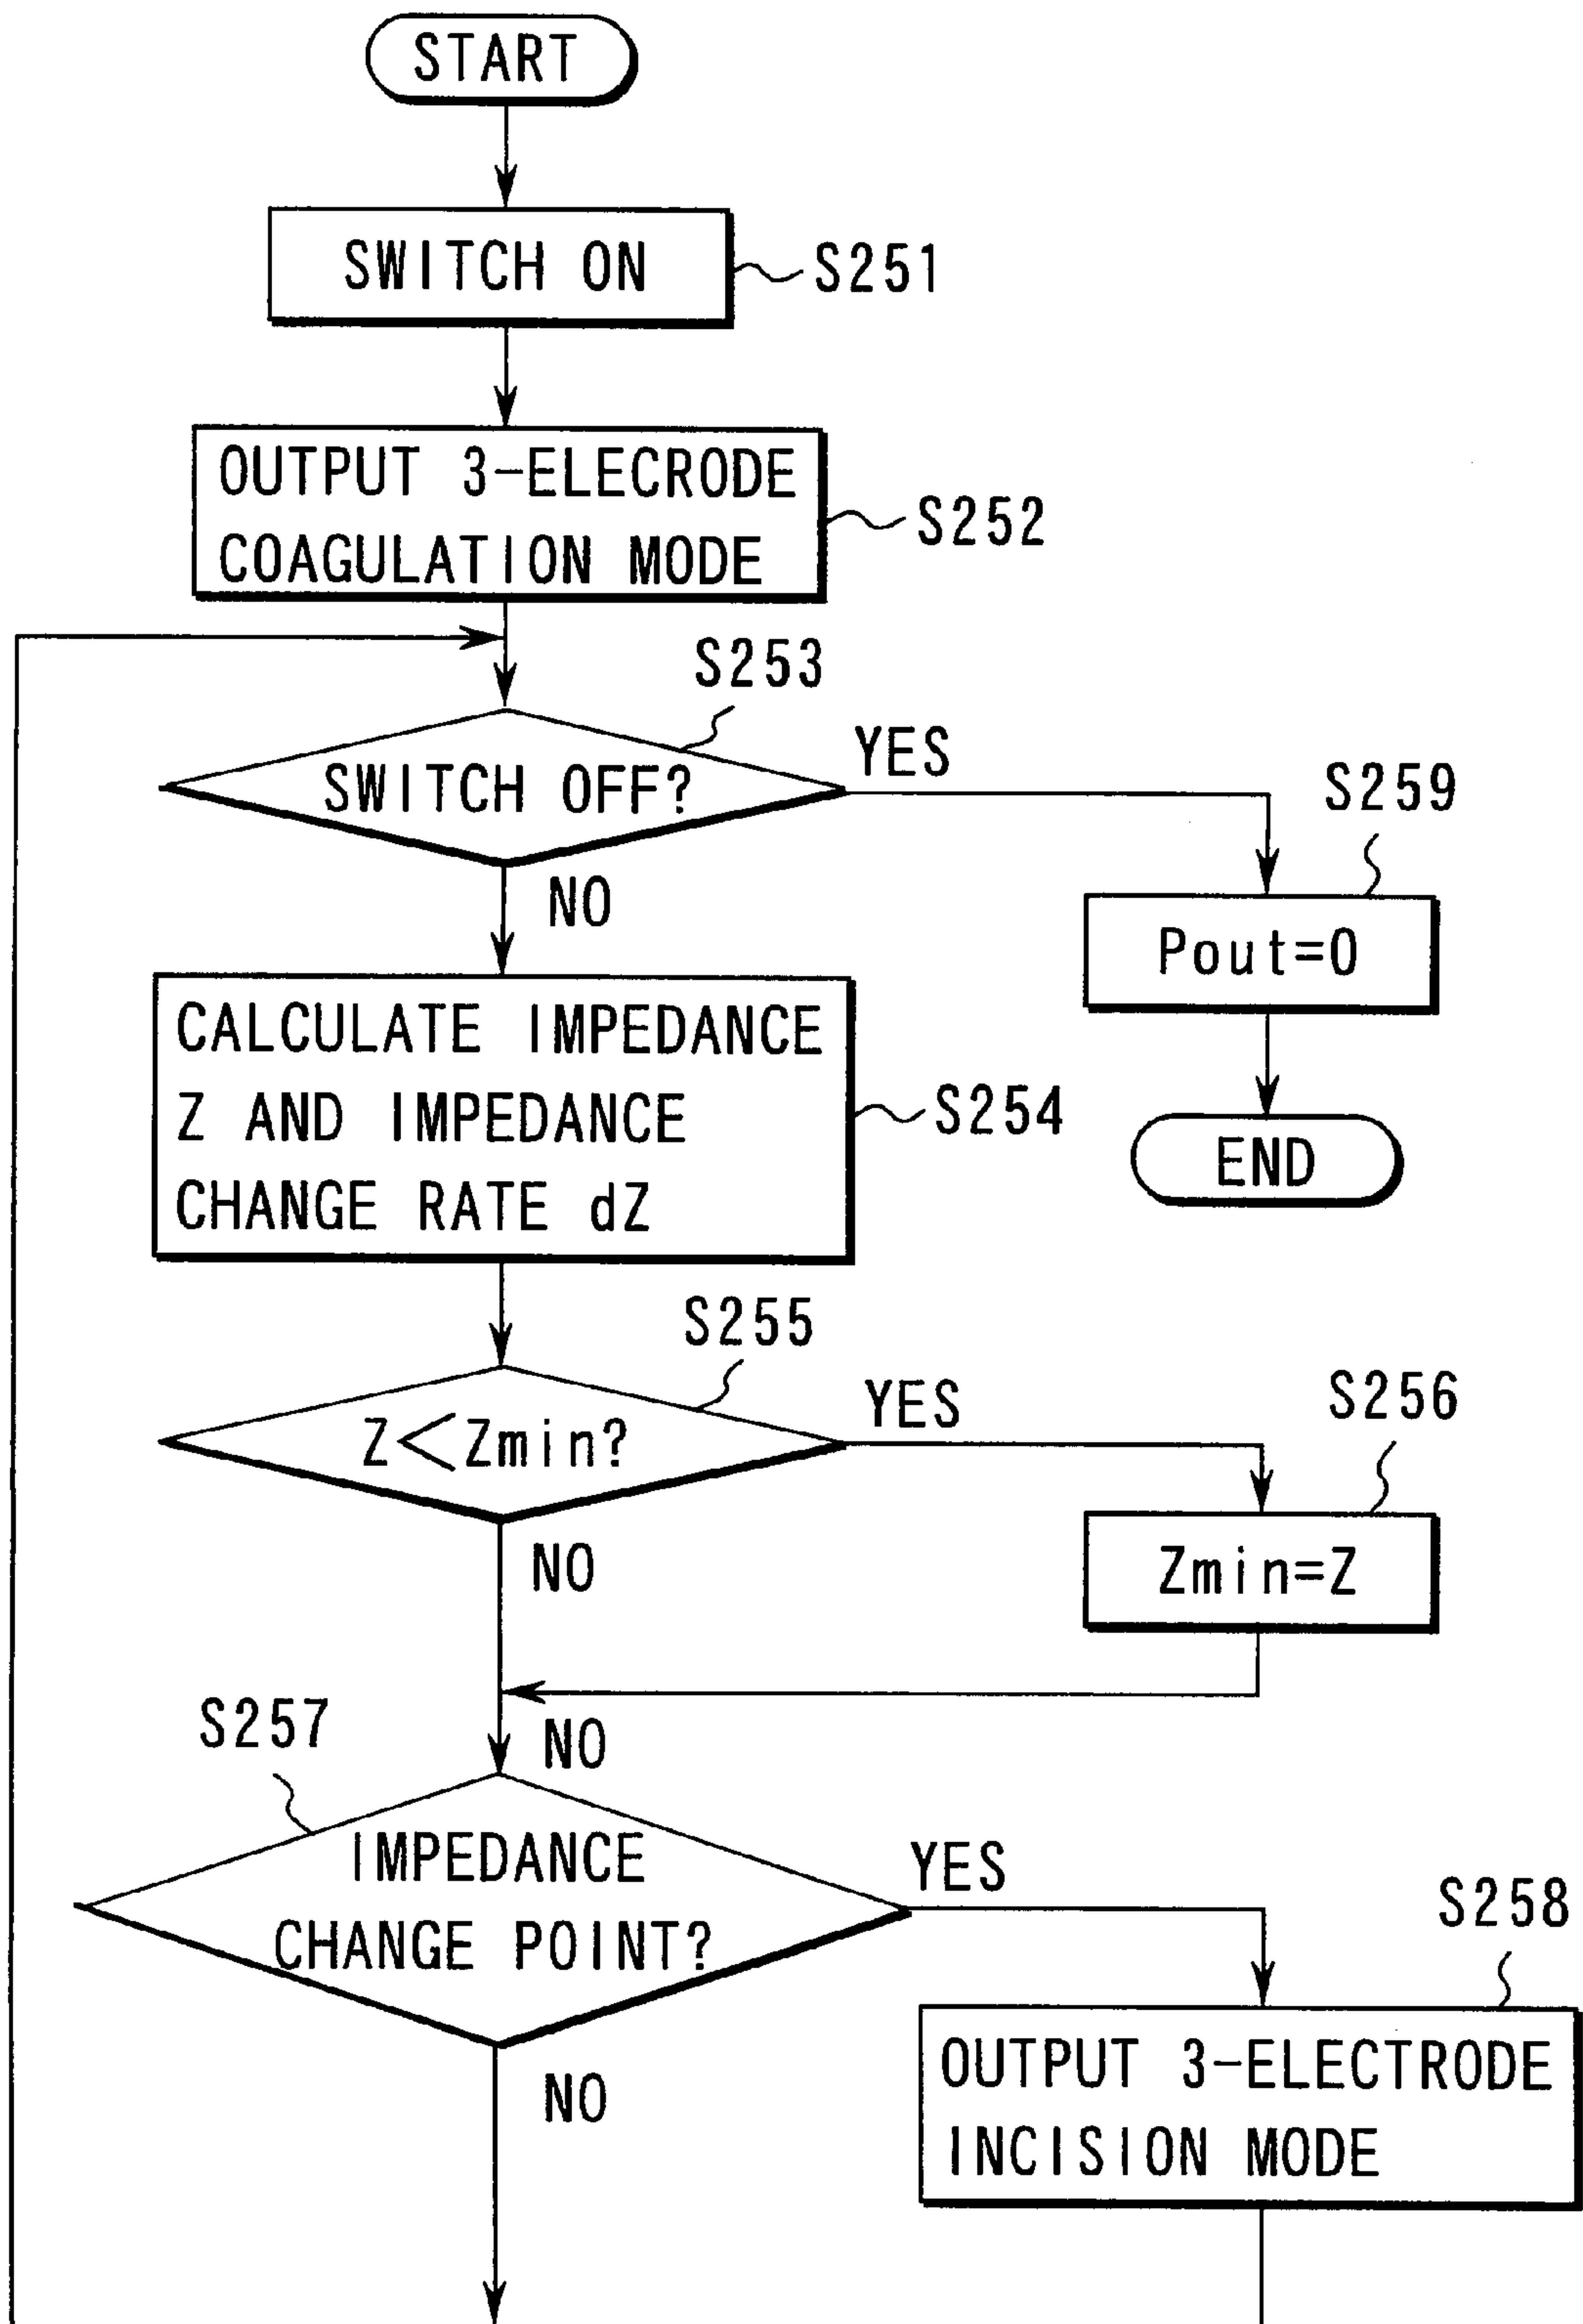 START
SWITCH ON
S251
OUTPUT 3-ELECRODE
COAGULATION MODE
S252
S253
SWITCH OFF?
YES
NO
S259
Pout=0
END
CALCULATE IMPEDANCE
Z AND IMPEDANCE
CHANGE RATE dZ
S254
S255
Z<Zmin?
YES
NO
S256
Zmin=Z
NO
S257
IMPEDANCE
CHANGE POINT?
YES
NO
S258
OUTPUT 3-ELECTRODE
INCISION MODE